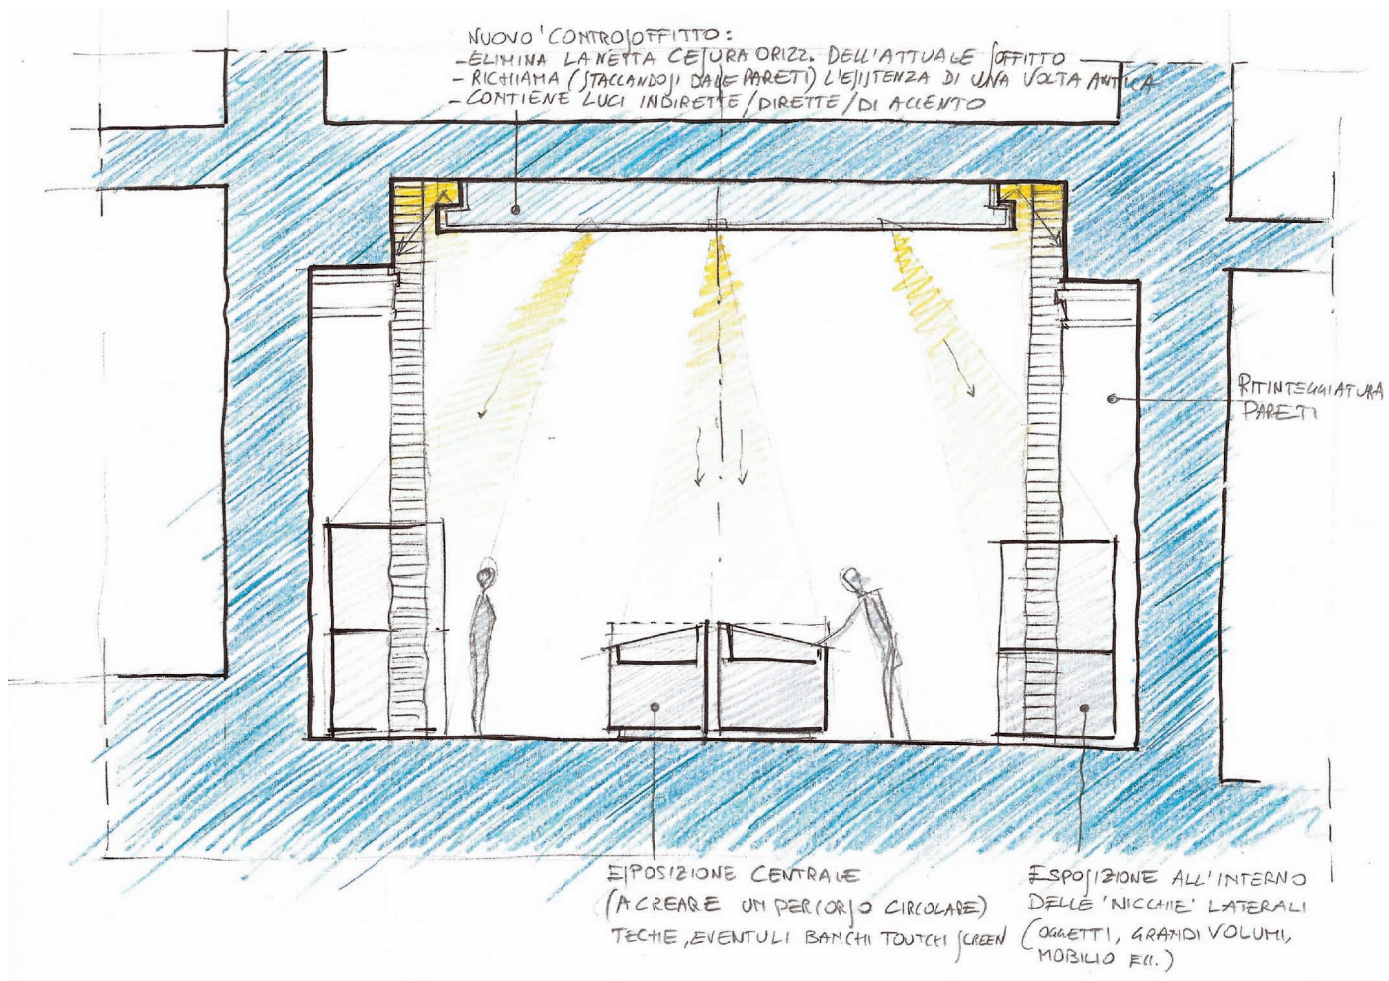 NUOVO 'CONTROSOFFITTO:
- ELIMINA LA NETTA CESURA ORIZZ. DELL'ATTUALE SOFFITTO
- RICHIAMA (STACCANDOSI DALLE PARETI) L'ESISTENZA DI UNA VOLTA ANTICA
- CONTIENE LUCI INDIRETTE/DIRETTE/DI ACCENTO
RITINTEGGIATURA
PARETI
ESPOSIZIONE CENTRALE
(A CREARE UN PERCORSO CIRCOLARE)
TECHE, EVENTULI BANCHI TOUTCH SCREEN
ESPOSIZIONE ALL'INTERNO
DELLE 'NICCHIE' LATERALI
(OGGETTI, GRANDI VOLUMI,
MOBILIO ECC.)